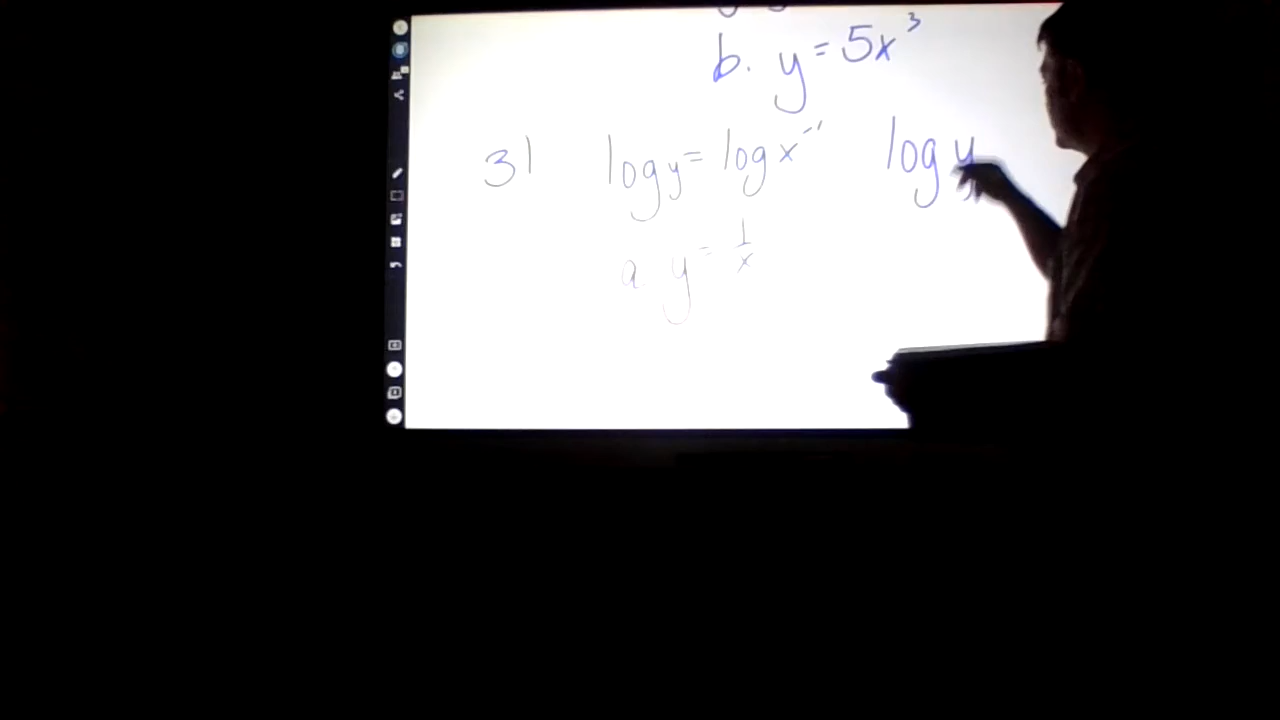 b. y = 5x³
31 log y = log x⁻¹ log y
a. y = 1/x